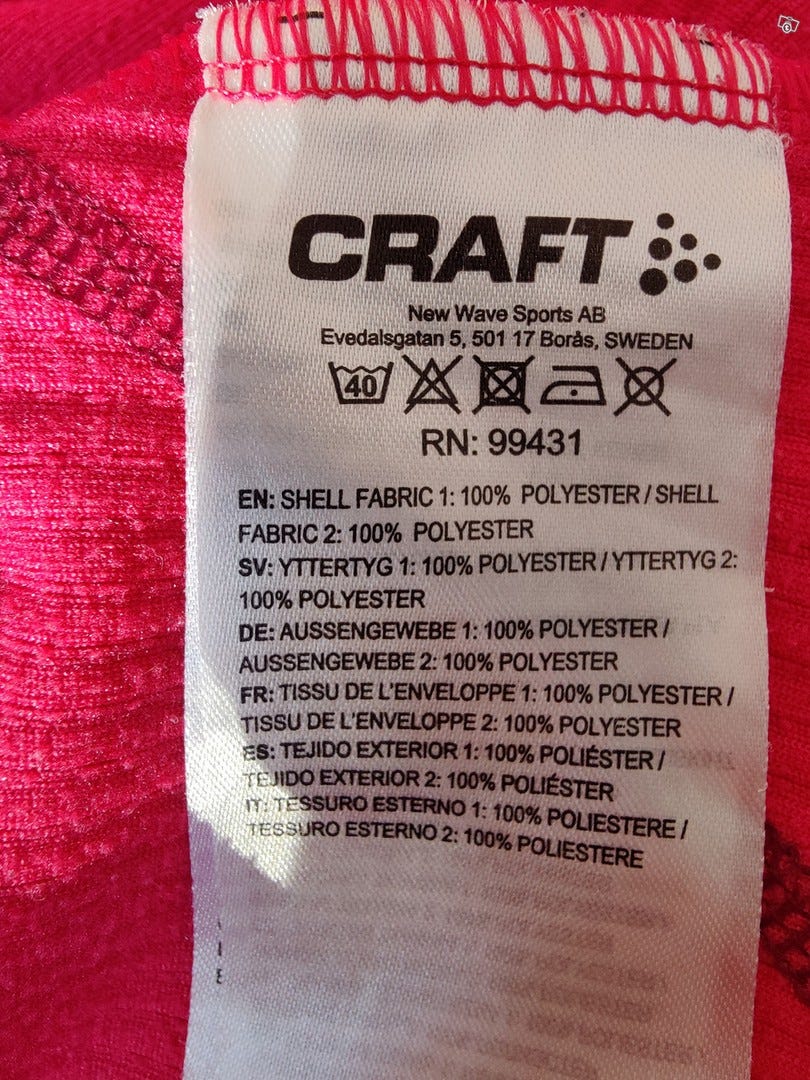 CRAFT
New Wave Sports AB
Evedalsgatan 5, 501 17 Borås, SWEDEN
40
RN: 99431
EN: SHELL FABRIC 1: 100% POLYESTER / SHELL
FABRIC 2: 100% POLYESTER
SV: YTTERTYG 1: 100% POLYESTER / YTTERTYG 2:
100% POLYESTER
DE: AUSSENGEWEBE 1: 100% POLYESTER /
AUSSENGEWEBE 2: 100% POLYESTER
FR: TISSU DE L'ENVELOPPE 1: 100% POLYESTER /
TISSU DE L'ENVELOPPE 2: 100% POLYESTER
ES: TEJIDO EXTERIOR 1: 100% POLIÉSTER /
TEJIDO EXTERIOR 2: 100% POLIÉSTER
IT: TESSURO ESTERNO 1: 100% POLIESTERE /
TESSURO ESTERNO 2: 100% POLIESTERE